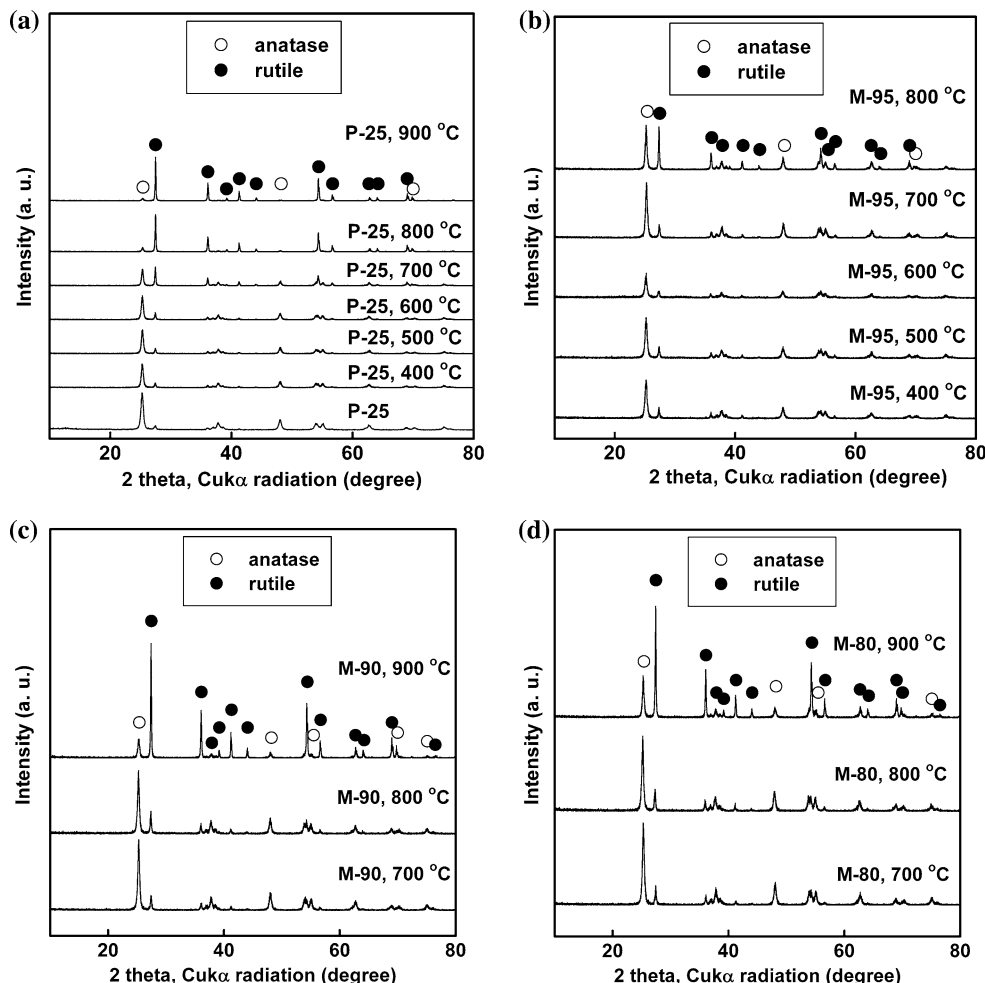 (a)
anatase
rutile
P-25, 900 °C
P-25, 800 °C
P-25, 700 °C
P-25, 600 °C
P-25, 500 °C
P-25, 400 °C
P-25
Intensity (a. u.)
20 40 60 80
2 theta, Cukα radiation (degree)
(b)
anatase
rutile
M-95, 800 °C
M-95, 700 °C
M-95, 600 °C
M-95, 500 °C
M-95, 400 °C
Intensity (a. u.)
20 40 60 80
2 theta, Cukα radiation (degree)
(c)
anatase
rutile
M-90, 900 °C
M-90, 800 °C
M-90, 700 °C
Intensity (a. u.)
20 40 60 80
2 theta, Cukα radiation (degree)
(d)
anatase
rutile
M-80, 900 °C
M-80, 800 °C
M-80, 700 °C
Intensity (a. u.)
20 40 60 80
2 theta, Cukα radiation (degree)